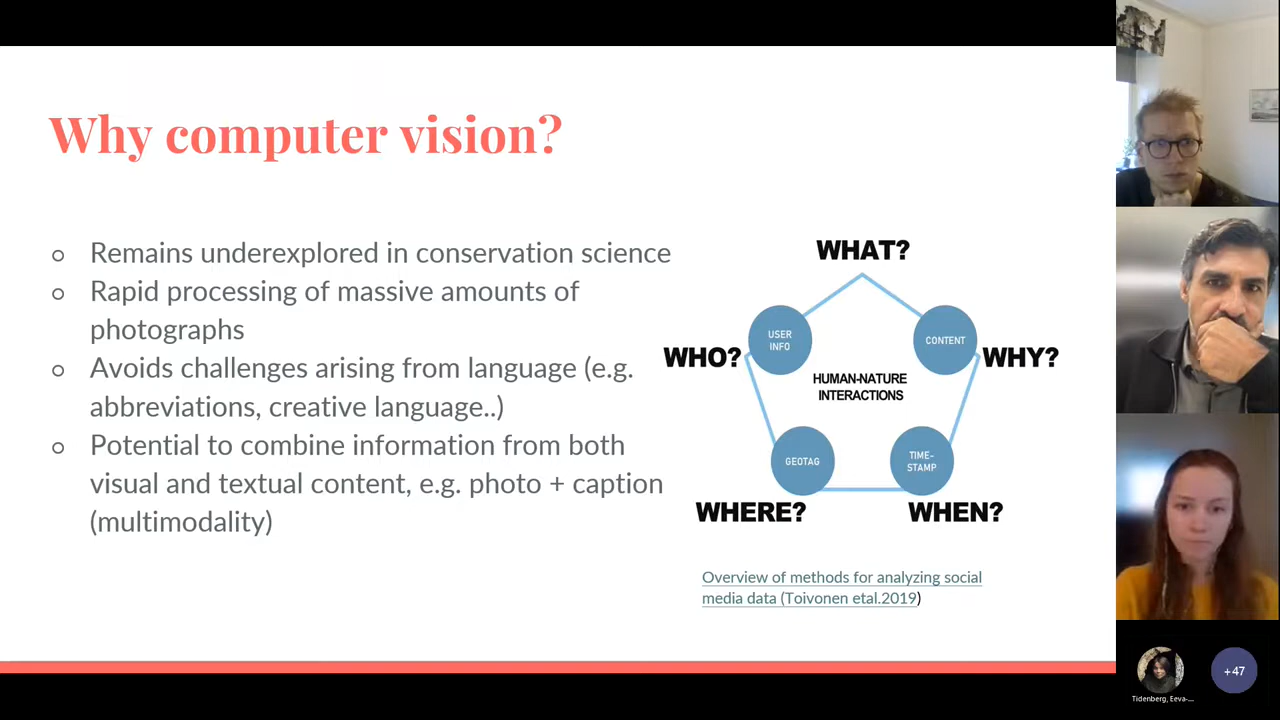 Why computer vision?
Remains underexplored in conservation science
Rapid processing of massive amounts of
photographs
Avoids challenges arising from language (e.g.
abbreviations, creative language..)
Potential to combine information from both
visual and textual content, e.g. photo + caption
(multimodality)
WHAT?
USER
INFO
CONTENT
WHO?
WHY?
HUMAN-NATURE
INTERACTIONS
GEOTAG
TIME-
STAMP
WHERE?
WHEN?
Overview of methods for analyzing social
media data (Toivonen etal.2019)
+47
Tidenberg, Eeva-...